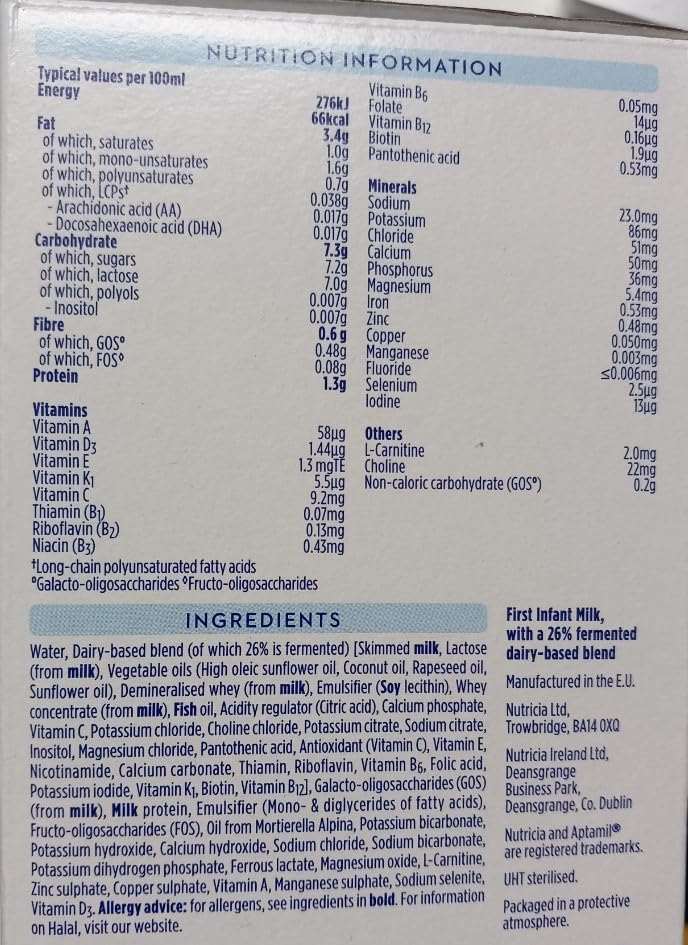 NUTRITION INFORMATION
Typical values per 100ml
Energy 276kJ
66kcal
Fat 3.4g
of which, saturates 1.0g
of which, mono-unsaturates 1.6g
of which, polyunsaturates 0.7g
of which, LCPs† 0.038g
- Arachidonic acid (AA) 0.017g
- Docosahexaenoic acid (DHA) 0.017g
Carbohydrate 7.3g
of which, sugars 7.2g
of which, lactose 7.0g
of which, polyols 0.007g
- Inositol 0.007g
Fibre 0.6 g
of which, GOS° 0.48g
of which, FOS◊ 0.08g
Protein 1.3g
Vitamins
Vitamin A 58µg
Vitamin D3 1.44µg
Vitamin E 1.3 mgTE
Vitamin K1 5.5µg
Vitamin C 9.2mg
Thiamin (B1) 0.07mg
Riboflavin (B2) 0.13mg
Niacin (B3) 0.43mg
Vitamin B6 0.05mg
Folate 14µg
Vitamin B12 0.16µg
Biotin 1.9µg
Pantothenic acid 0.53mg
Minerals
Sodium 23.0mg
Potassium 86mg
Chloride 51mg
Calcium 50mg
Phosphorus 36mg
Magnesium 5.4mg
Iron 0.53mg
Zinc 0.48mg
Copper 0.050mg
Manganese 0.003mg
Fluoride ≤0.006mg
Selenium 2.5µg
Iodine 13µg
Others
L-Carnitine 2.0mg
Choline 22mg
Non-caloric carbohydrate (GOS°) 0.2g
†Long-chain polyunsaturated fatty acids
°Galacto-oligosaccharides ◊Fructo-oligosaccharides
INGREDIENTS
Water, Dairy-based blend (of which 26% is fermented) [Skimmed milk, Lactose
(from milk), Vegetable oils (High oleic sunflower oil, Coconut oil, Rapeseed oil,
Sunflower oil), Demineralised whey (from milk), Emulsifier (Soy lecithin), Whey
concentrate (from milk), Fish oil, Acidity regulator (Citric acid), Calcium phosphate,
Vitamin C, Potassium chloride, Choline chloride, Potassium citrate, Sodium citrate,
Inositol, Magnesium chloride, Pantothenic acid, Antioxidant (Vitamin C), Vitamin E,
Nicotinamide, Calcium carbonate, Thiamin, Riboflavin, Vitamin B6, Folic acid,
Potassium iodide, Vitamin K1, Biotin, Vitamin B12], Galacto-oligosaccharides (GOS)
(from milk), Milk protein, Emulsifier (Mono- & diglycerides of fatty acids),
Fructo-oligosaccharides (FOS), Oil from Mortierella Alpina, Potassium bicarbonate,
Potassium hydroxide, Calcium hydroxide, Sodium chloride, Sodium bicarbonate,
Potassium dihydrogen phosphate, Ferrous lactate, Magnesium oxide, L-Carnitine,
Zinc sulphate, Copper sulphate, Vitamin A, Manganese sulphate, Sodium selenite,
Vitamin D3. Allergy advice: for allergens, see ingredients in bold. For information
on Halal, visit our website.
First Infant Milk,
with a 26% fermented
dairy-based blend
Manufactured in the E.U.
Nutricia Ltd,
Trowbridge, BA14 0XQ
Nutricia Ireland Ltd,
Deansgrange
Business Park,
Deansgrange, Co. Dublin
Nutricia and Aptamil®
are registered trademarks.
UHT sterilised.
Packaged in a protective
atmosphere.